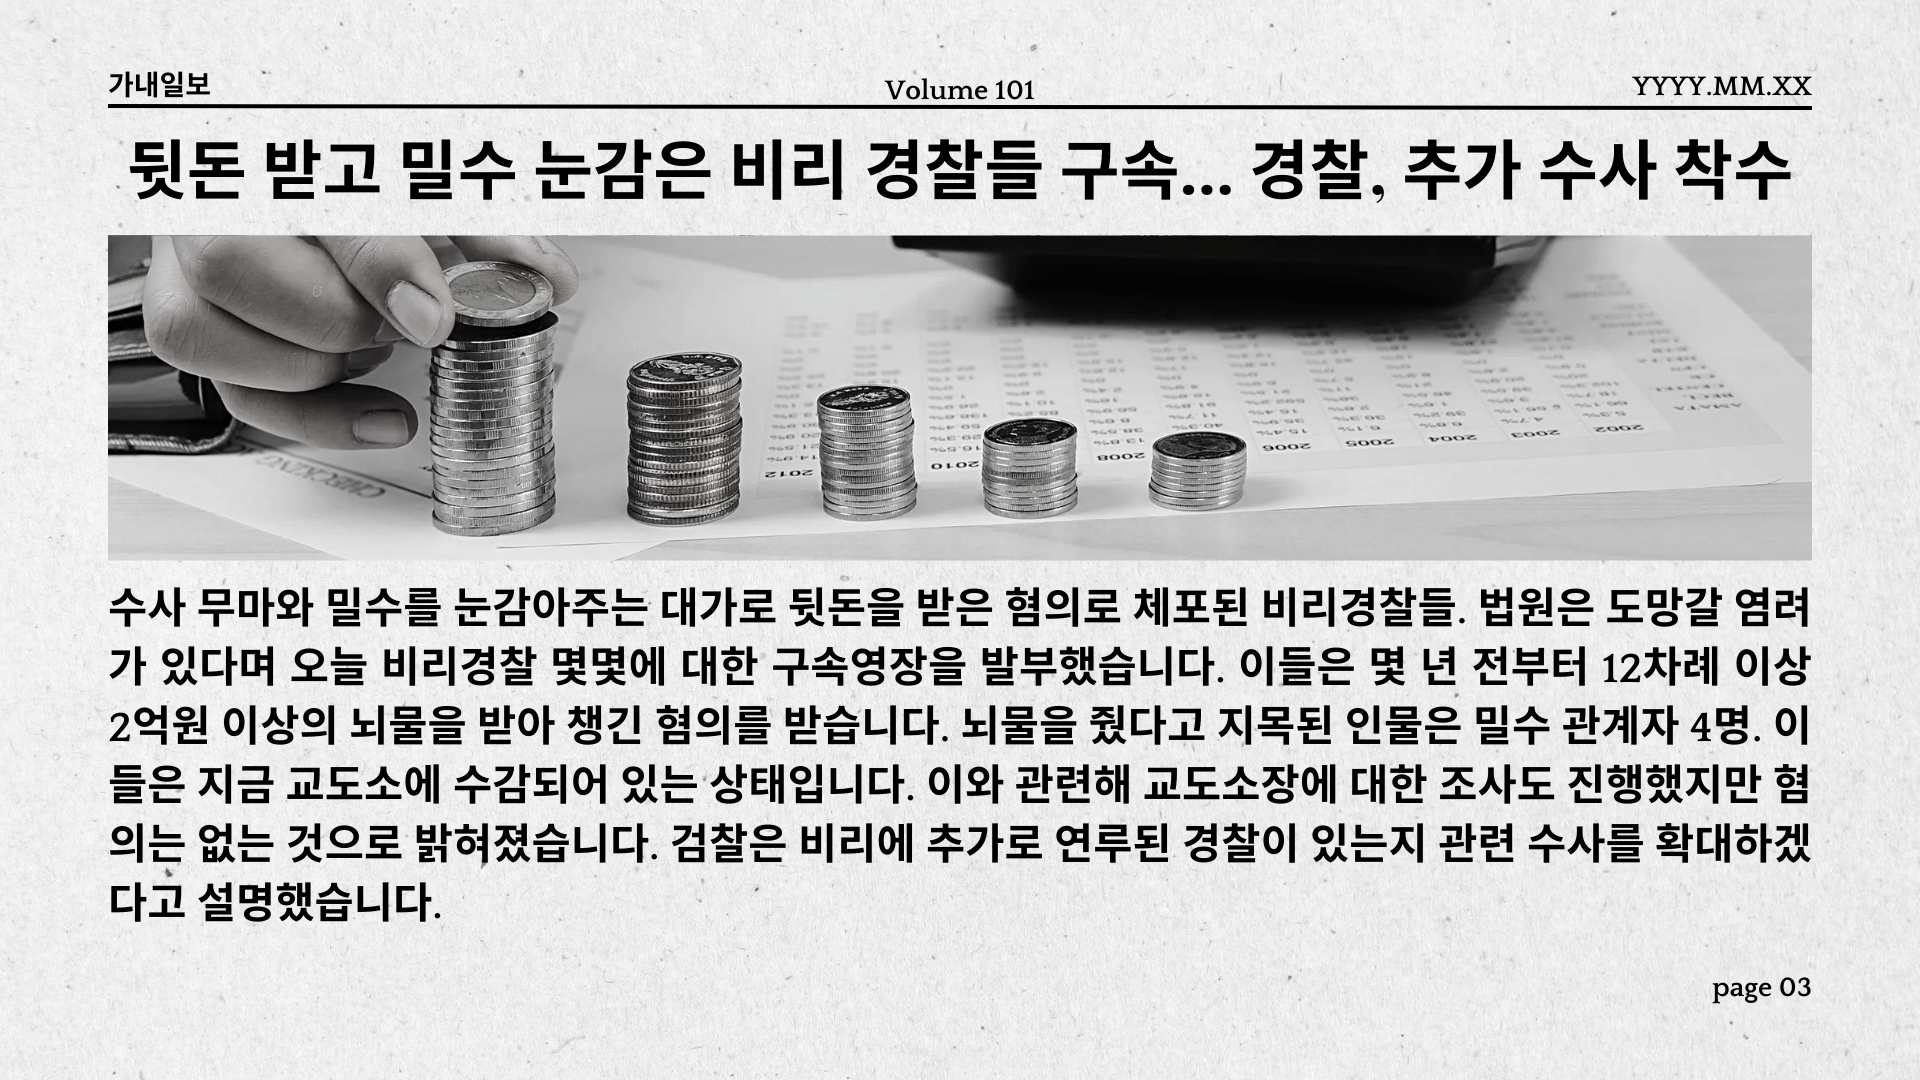 가내일보
Volume 101
YYYY.MM.XX
뒷돈 받고 밀수 눈감은 비리 경찰들 구속... 경찰, 추가 수사 착수
CHECKING
2012
2010
2008
2006
2005
2004
2003
2002
수사 무마와 밀수를 눈감아주는 대가로 뒷돈을 받은 혐의로 체포된 비리경찰들. 법원은 도망갈 염려
가 있다며 오늘 비리경찰 몇몇에 대한 구속영장을 발부했습니다. 이들은 몇 년 전부터 12차례 이상
2억원 이상의 뇌물을 받아 챙긴 혐의를 받습니다. 뇌물을 줬다고 지목된 인물은 밀수 관계자 4명. 이
들은 지금 교도소에 수감되어 있는 상태입니다. 이와 관련해 교도소장에 대한 조사도 진행했지만 혐
의는 없는 것으로 밝혀졌습니다. 검찰은 비리에 추가로 연루된 경찰이 있는지 관련 수사를 확대하겠
다고 설명했습니다.
page 03